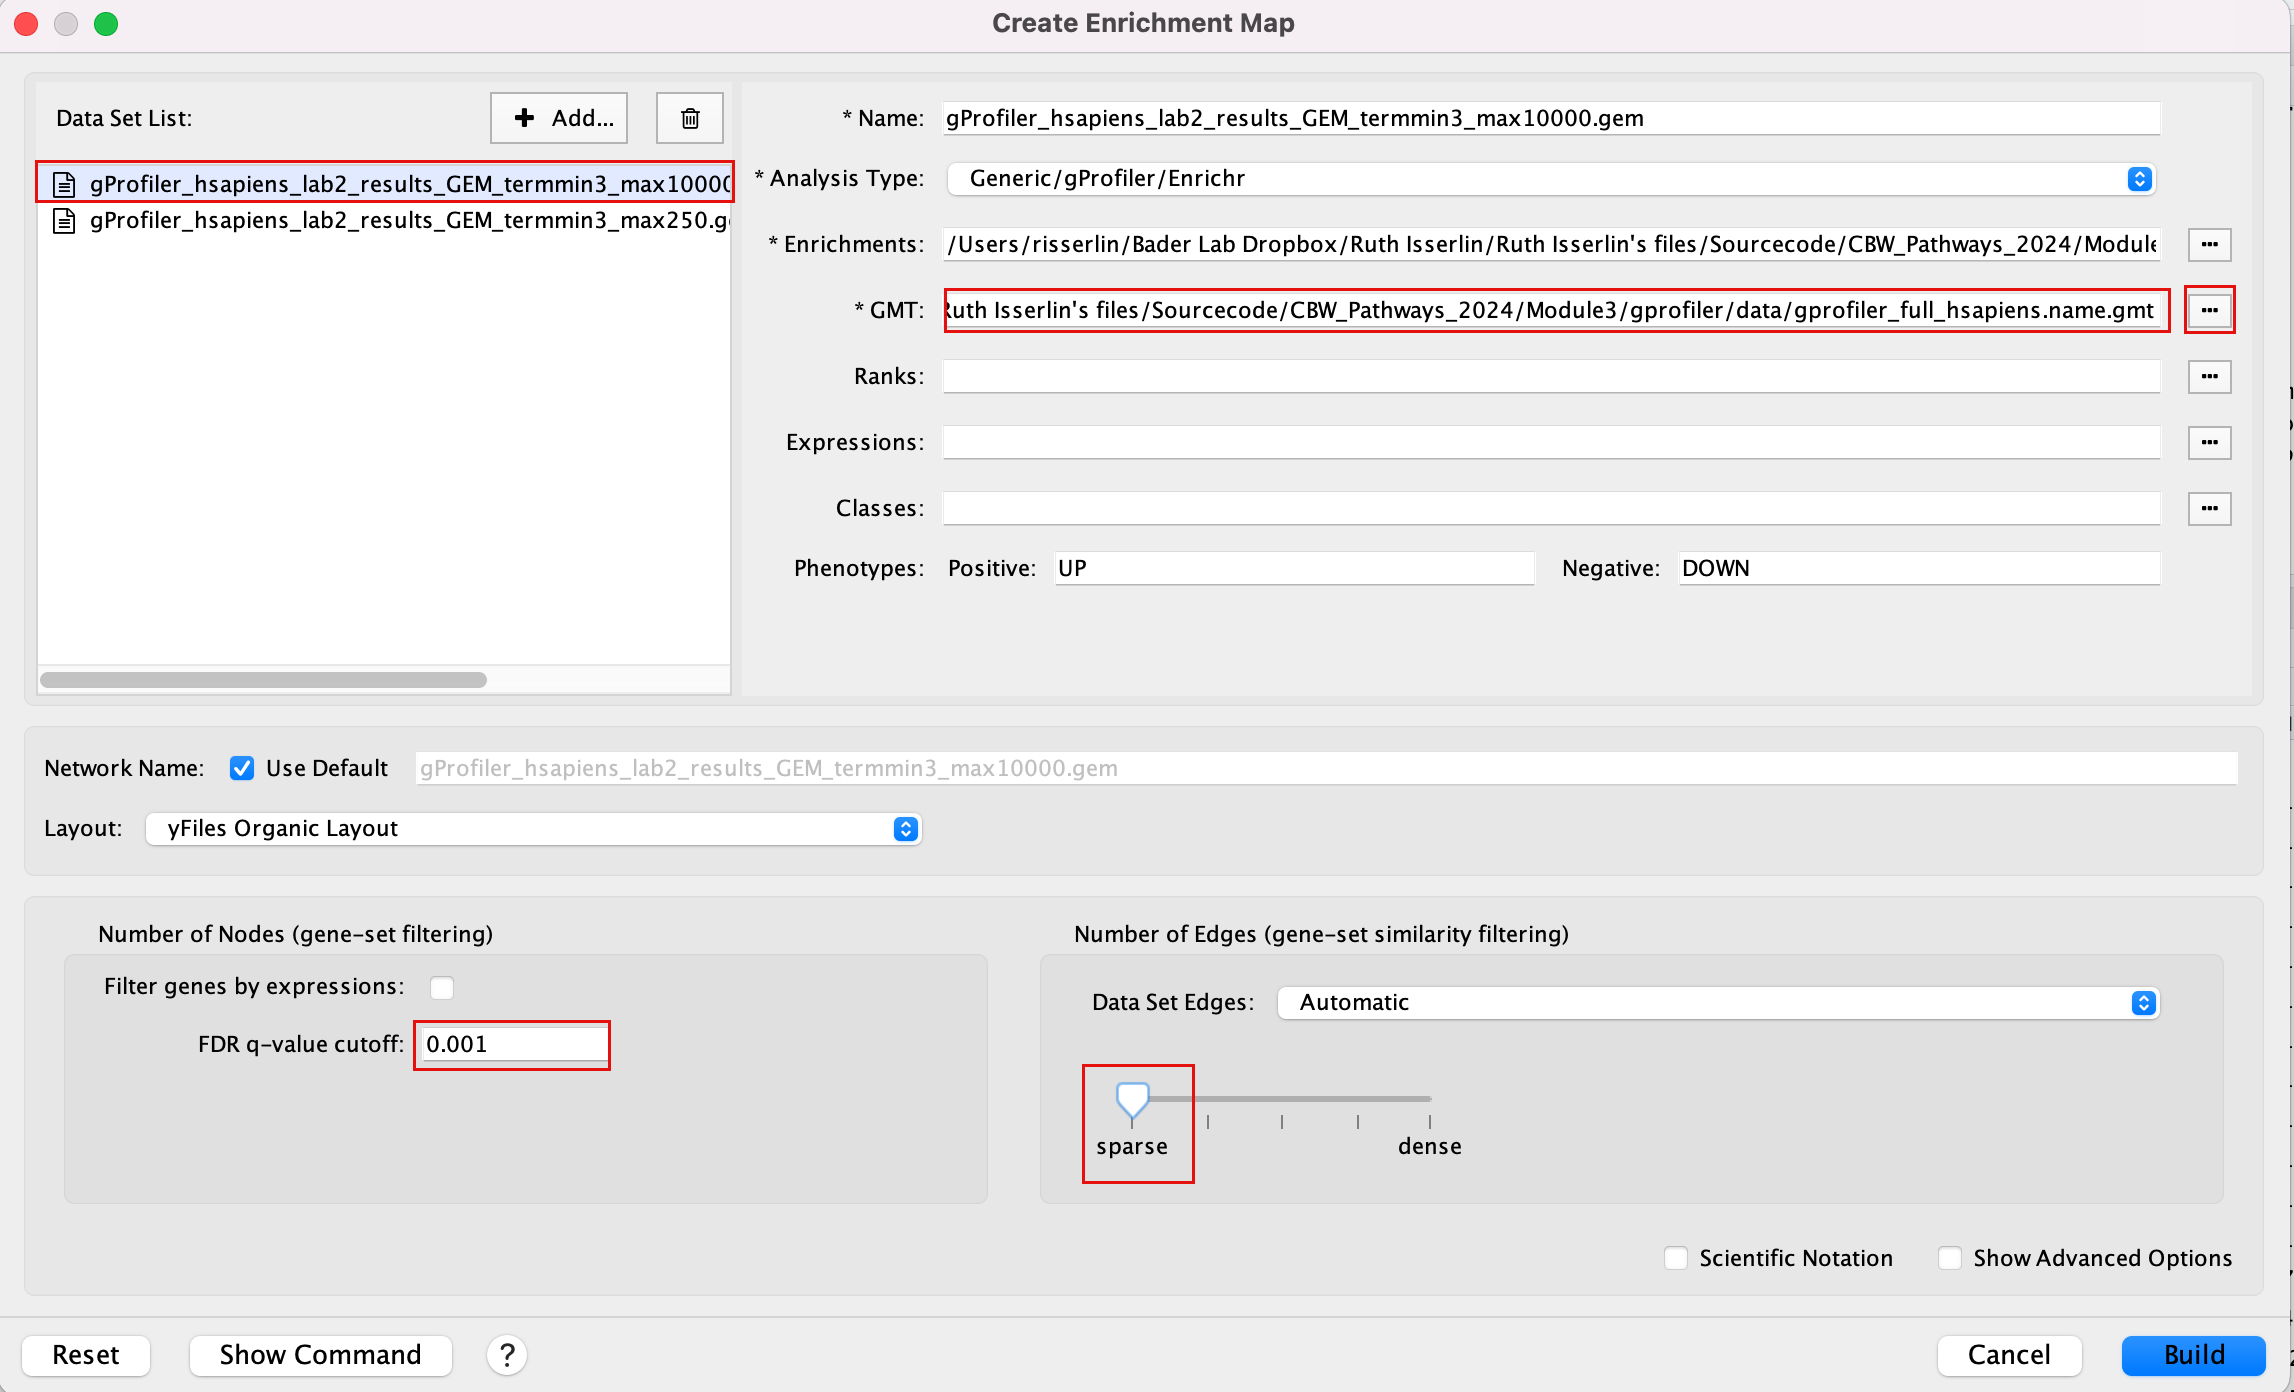 Create Enrichment Map
Data Set List:
Add...
gProfiler_hsapiens_lab2_results_GEM_termmin3_max10000
gProfiler_hsapiens_lab2_results_GEM_termmin3_max250.g
* Name: gProfiler_hsapiens_lab2_results_GEM_termmin3_max10000.gem
* Analysis Type: Generic/gProfiler/Enrichr
* Enrichments: /Users/risserlin/Bader Lab Dropbox/Ruth Isserlin/Ruth Isserlin's files/Sourcecode/CBW_Pathways_2024/Module
* GMT: Ruth Isserlin's files/Sourcecode/CBW_Pathways_2024/Module3/gprofiler/data/gprofiler_full_hsapiens.name.gmt
Ranks:
Expressions:
Classes:
Phenotypes: Positive: UP Negative: DOWN
Network Name: Use Default gProfiler_hsapiens_lab2_results_GEM_termmin3_max10000.gem
Layout: yFiles Organic Layout
Number of Nodes (gene-set filtering)
Filter genes by expressions:
FDR q-value cutoff: 0.001
Number of Edges (gene-set similarity filtering)
Data Set Edges: Automatic
sparse dense
Scientific Notation Show Advanced Options
Reset Show Command ? Cancel Build